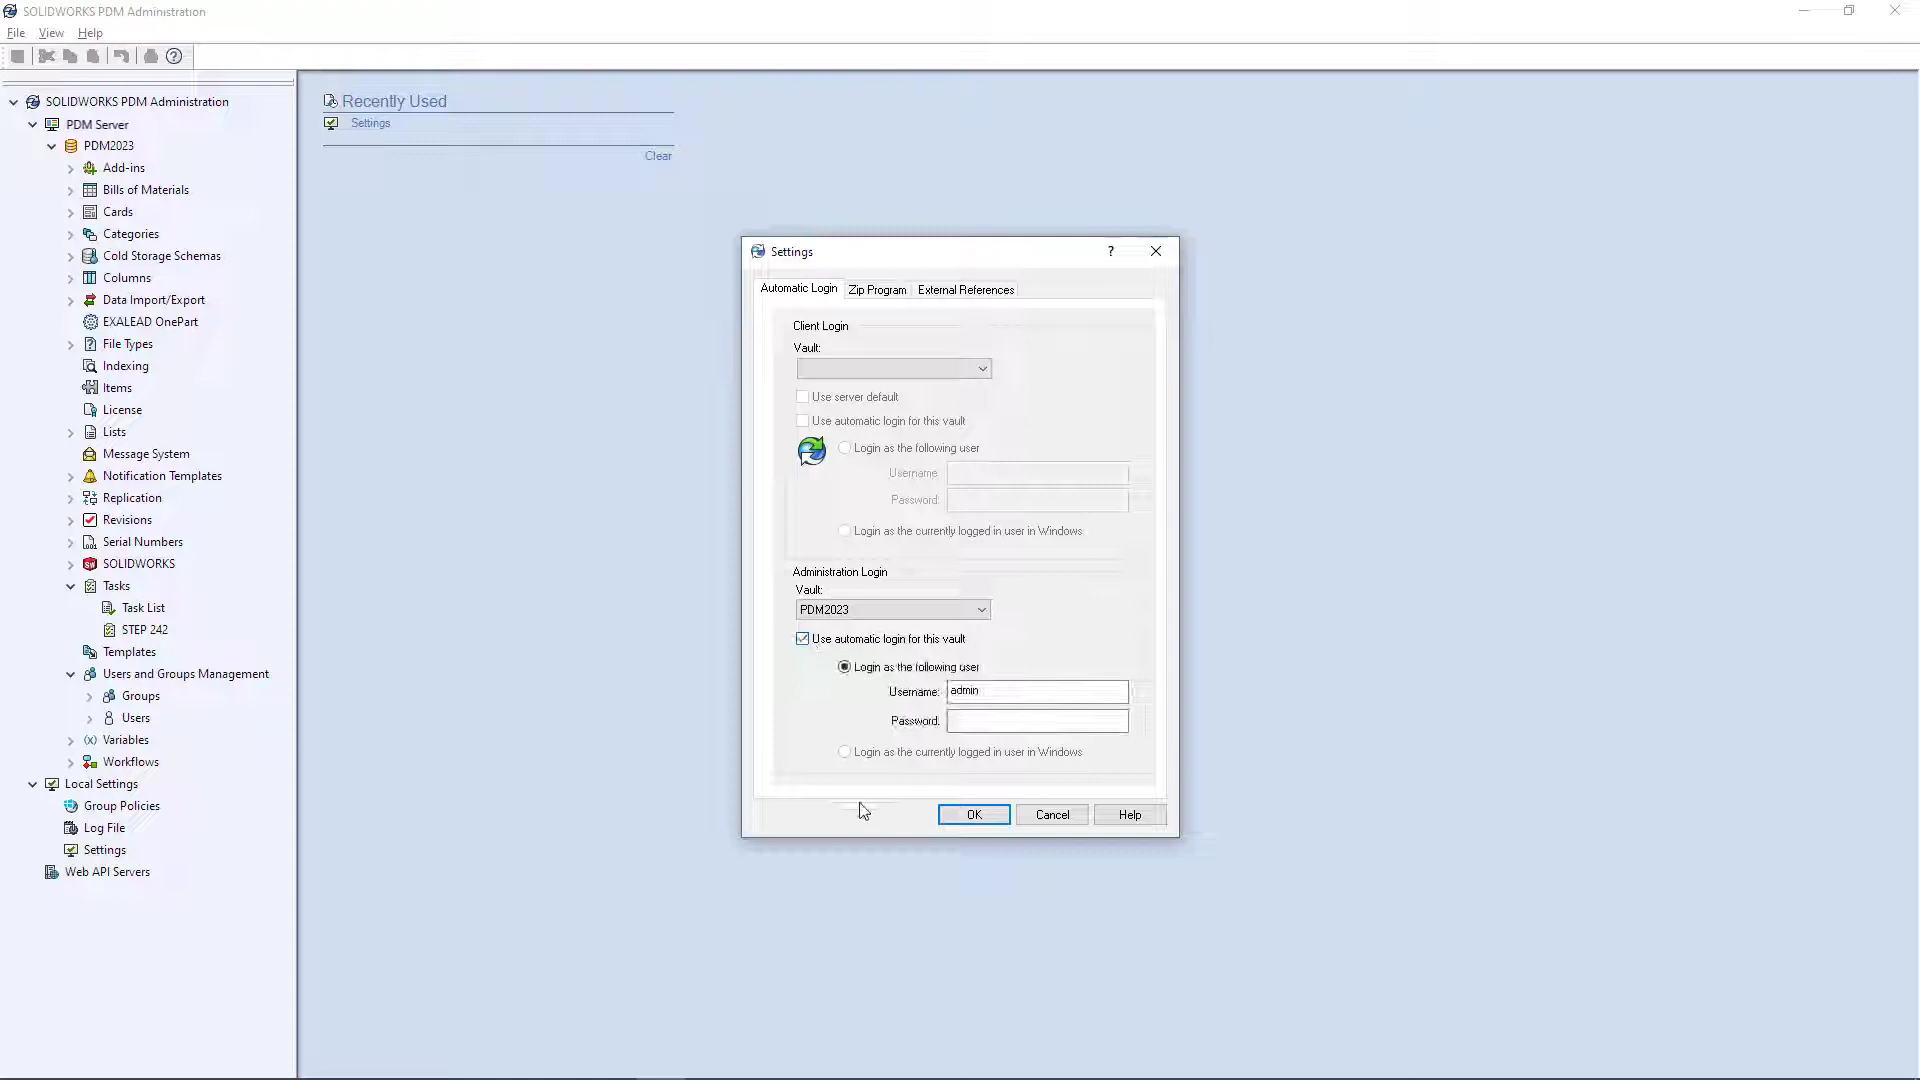 SOLIDWORKS PDM Administration
File View Help
SOLIDWORKS PDM Administration
PDM Server
PDM2023
Add-ins
Bills of Materials
Cards
Categories
Cold Storage Schemas
Columns
Data Import/Export
EXALEAD OnePart
File Types
Indexing
Items
License
Lists
Message System
Notification Templates
Replication
Revisions
Serial Numbers
SOLIDWORKS
Tasks
Task List
STEP 242
Templates
Users and Groups Management
Groups
Users
Variables
Workflows
Local Settings
Group Policies
Log File
Settings
Web API Servers
Recently Used
Settings
Clear
Settings
Automatic Login Zip Program External References
Client Login
Vault:
Use server default
Use automatic login for this vault
Login as the following user
Username
Password:
Login as the currently logged in user in Windows
Administration Login
Vault:
PDM2023
Use automatic login for this vault
Login as the following user
Username: admin
Password:
Login as the currently logged in user in Windows
OK Cancel Help